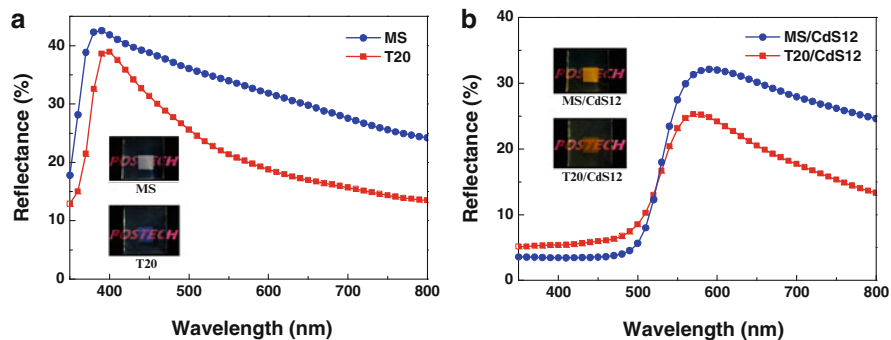 a
MS
T20
45
40
30
20
10
0
Reflectance (%)
POSTECH
MS
POSTECH
T20
400
500
600
700
800
Wavelength (nm)
b
MS/CdS12
T20/CdS12
40
30
20
10
0
Reflectance (%)
POSTECH
MS/CdS12
POSTECH
T20/CdS12
400
500
600
700
800
Wavelength (nm)